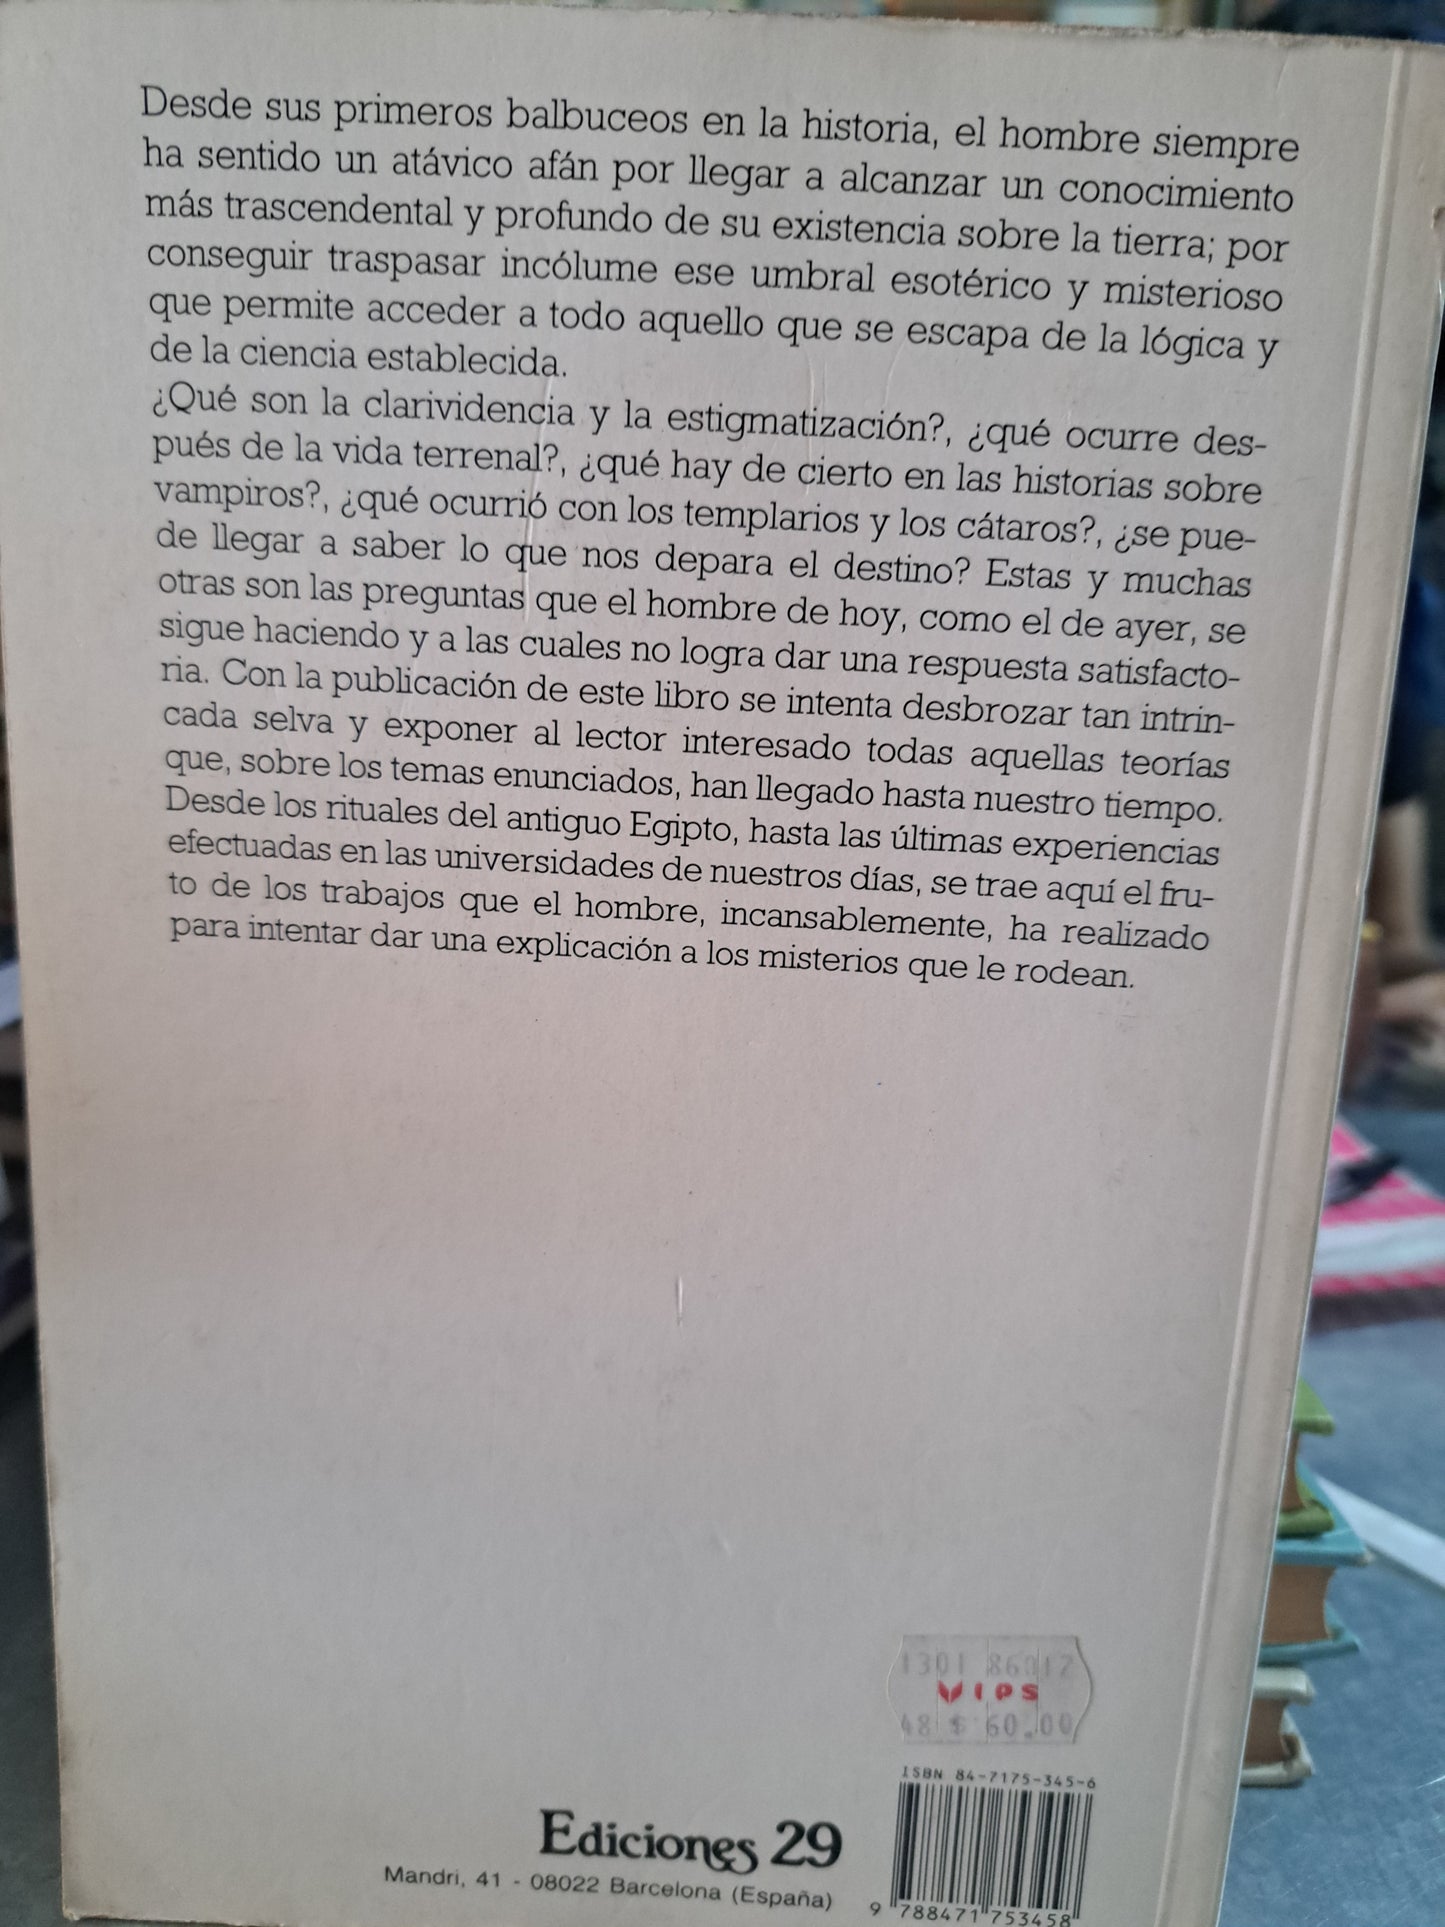 Desde sus primeros balbuceos en la historia, el hombre siempre
ha sentido un atávico afán por llegar a alcanzar un conocimiento
más trascendental y profundo de su existencia sobre la tierra; por
conseguir traspasar incólume ese umbral esotérico y misterioso
que permite acceder a todo aquello que se escapa de la lógica y
de la ciencia establecida.
¿Qué son la clarividencia y la estigmatización?, ¿qué ocurre des-
pués de la vida terrenal?, ¿qué hay de cierto en las historias sobre
vampiros?, ¿qué ocurrió con los templarios y los cátaros?, ¿se pue-
de llegar a saber lo que nos depara el destino? Estas y muchas
otras son las preguntas que el hombre de hoy, como el de ayer, se
sigue haciendo y a las cuales no logra dar una respuesta satisfacto-
ria. Con la publicación de este libro se intenta desbrozar tan intrin-
cada selva y exponer al lector interesado todas aquellas teorías
que, sobre los temas enunciados, han llegado hasta nuestro tiempo.
Desde los rituales del antiguo Egipto, hasta las últimas experiencias
efectuadas en las universidades de nuestros días, se trae aquí el fru-
to de los trabajos que el hombre, incansablemente, ha realizado
para intentar dar una explicación a los misterios que le rodean.
1301 86012
VIPS
48 $ 60.00
ISBN 84-7175-345-6
Ediciones 29
Mandri, 41 - 08022 Barcelona (España)
9 788471 753458